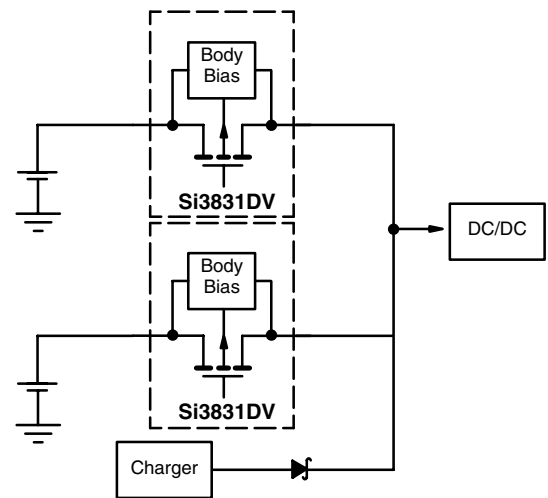 Body
Bias
Si3831DV
DC/DC
Body
Bias
Si3831DV
Charger